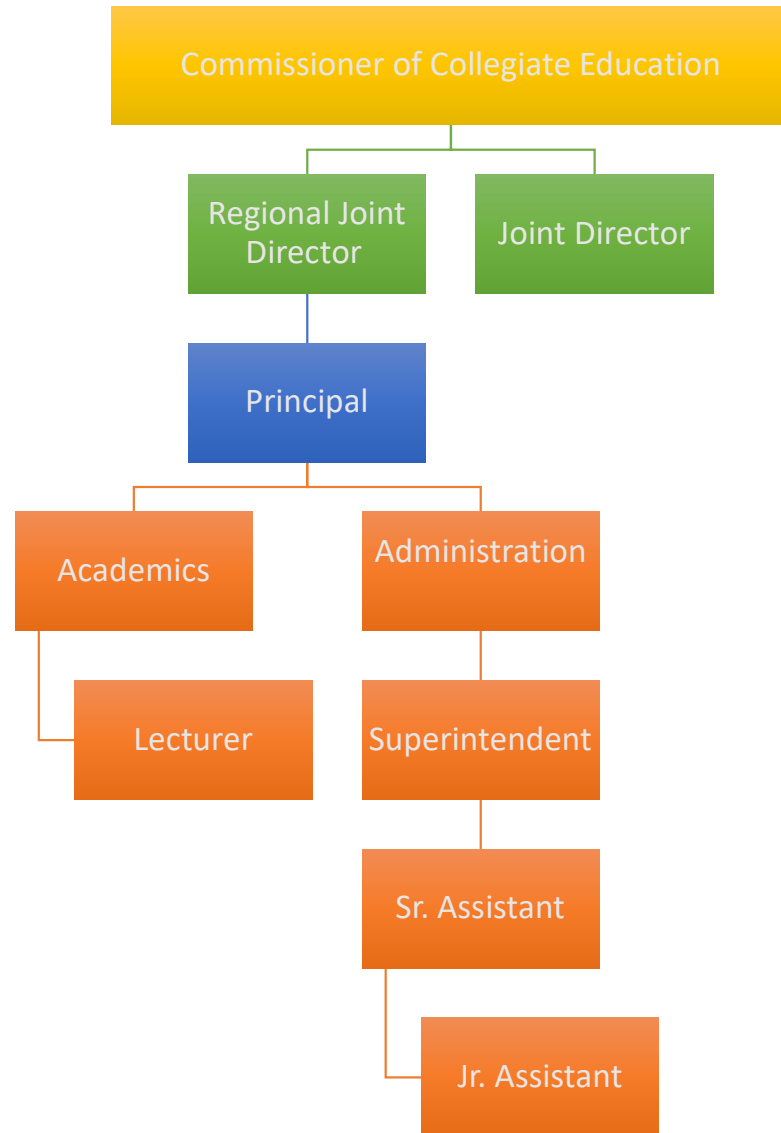 Commissioner of Collegiate Education
Regional Joint
Director
Joint Director
Principal
Academics
Administration
Lecturer
Superintendent
Sr. Assistant
Jr. Assistant